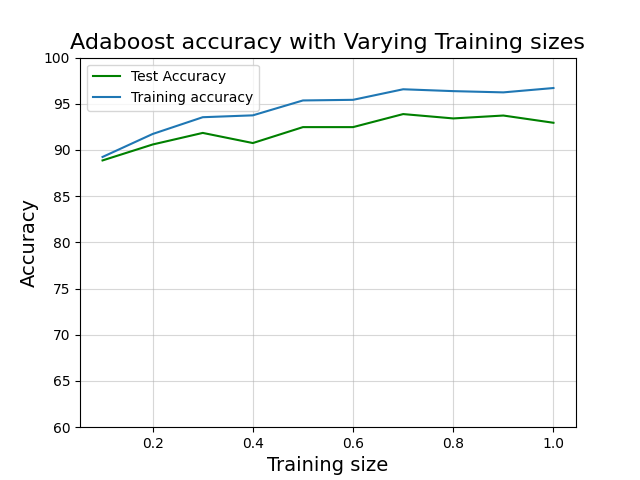 Adaboost accuracy with Varying Training sizes
100
95
90
85
80
75
70
65
60
Test Accuracy
Training accuracy
Accuracy
0.2
0.4
0.6
0.8
1.0
Training size